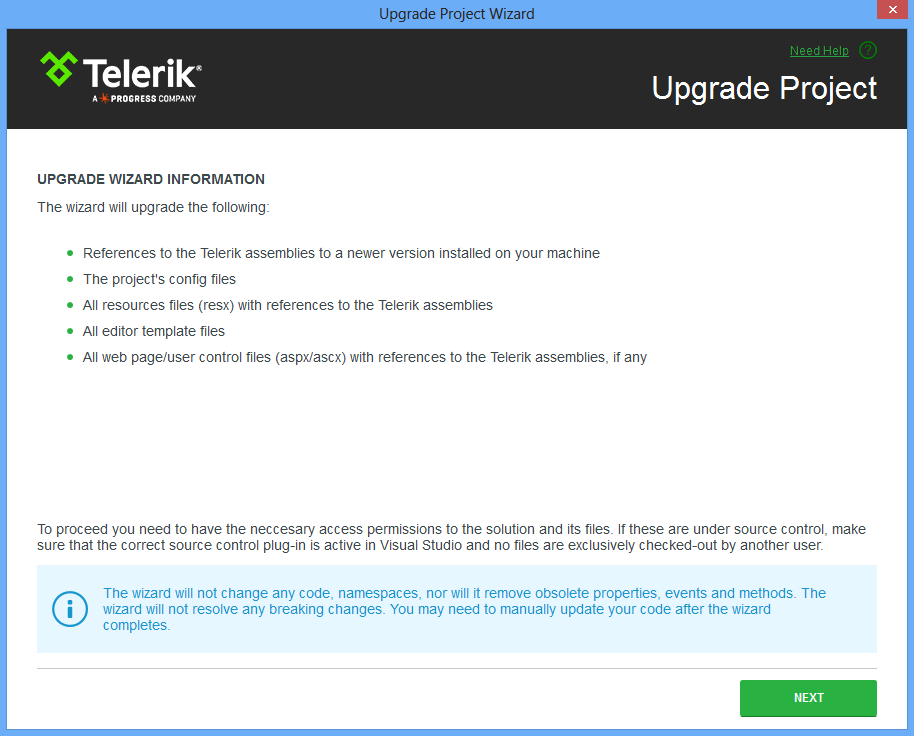 Upgrade Project Wizard
Need Help ?
Telerik®
A PROGRESS COMPANY
Upgrade Project
UPGRADE WIZARD INFORMATION
The wizard will upgrade the following:
References to the Telerik assemblies to a newer version installed on your machine
The project's config files
All resources files (resx) with references to the Telerik assemblies
All editor template files
All web page/user control files (aspx/ascx) with references to the Telerik assemblies, if any
To proceed you need to have the neccesary access permissions to the solution and its files. If these are under source control, make
sure that the correct source control plug-in is active in Visual Studio and no files are exclusively checked-out by another user.
The wizard will not change any code, namespaces, nor will it remove obsolete properties, events and methods. The
wizard will not resolve any breaking changes. You may need to manually update your code after the wizard
completes.
NEXT